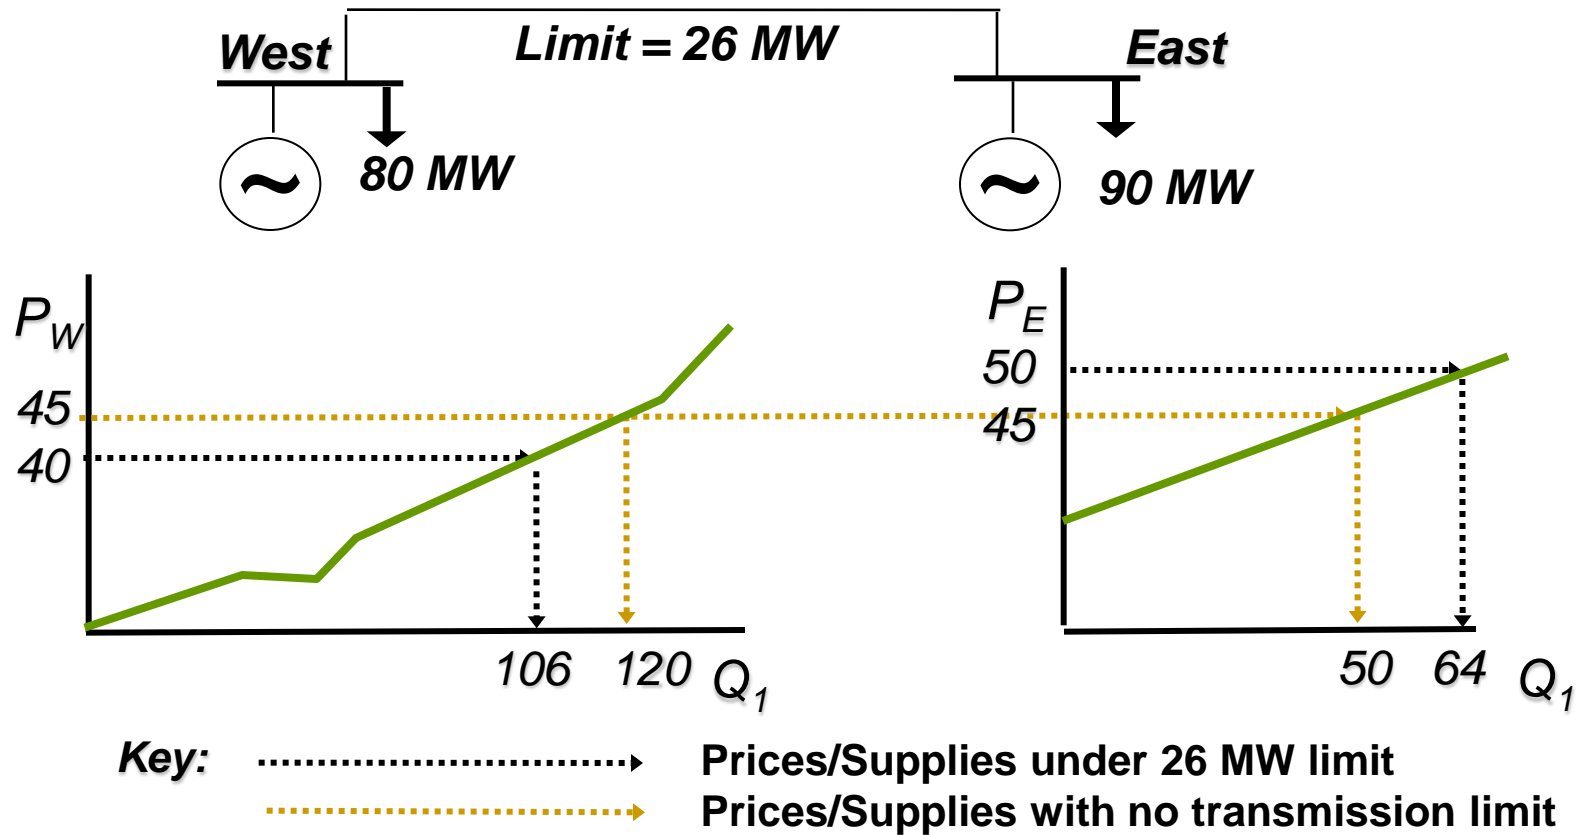 West
Limit = 26 MW
East
~
80 MW
~
90 MW
P_W
45
40
106
120
Q_1
P_E
50
45
50
64
Q_1
Key:
Prices/Supplies under 26 MW limit
Prices/Supplies with no transmission limit